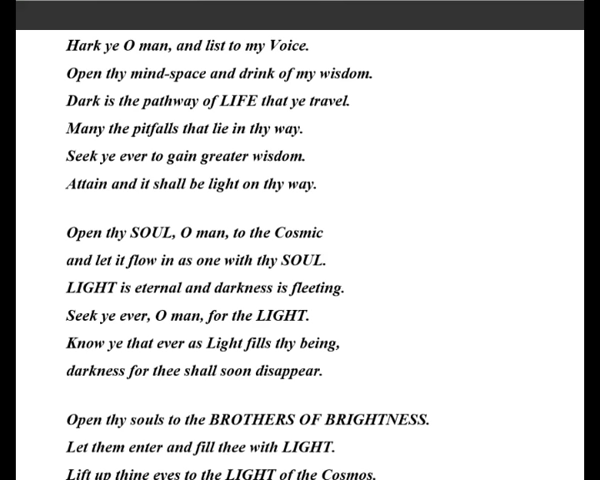 Hark ye O man, and list to my Voice.
Open thy mind-space and drink of my wisdom.
Dark is the pathway of LIFE that ye travel.
Many the pitfalls that lie in thy way.
Seek ye ever to gain greater wisdom.
Attain and it shall be light on thy way.
Open thy SOUL, O man, to the Cosmic
and let it flow in as one with thy SOUL.
LIGHT is eternal and darkness is fleeting.
Seek ye ever, O man, for the LIGHT.
Know ye that ever as Light fills thy being,
darkness for thee shall soon disappear.
Open thy souls to the BROTHERS OF BRIGHTNESS.
Let them enter and fill thee with LIGHT.
Lift up thine eyes to the LIGHT of the Cosmos.